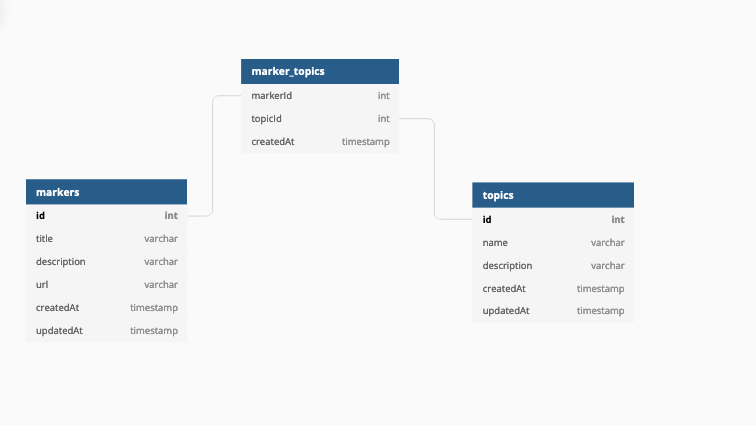 marker_topics
markerId int
topicId int
createdAt timestamp
markers
id int
title varchar
description varchar
url varchar
createdAt timestamp
updatedAt timestamp
topics
id int
name varchar
description varchar
createdAt timestamp
updatedAt timestamp